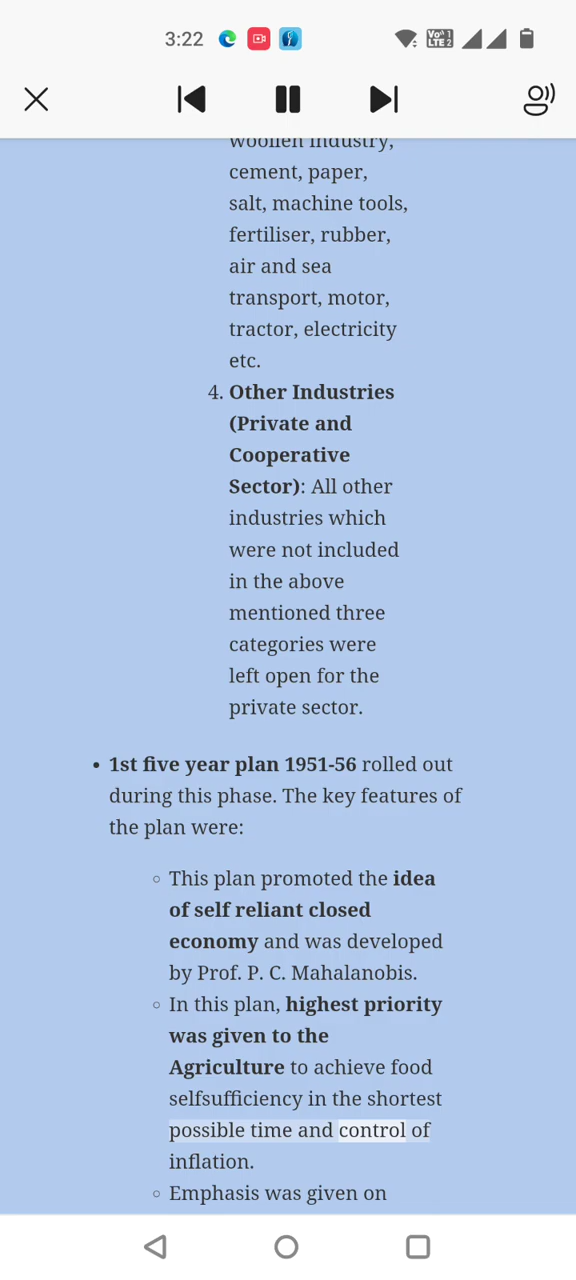 3:22
Vo 1
LTE 2
woollen industry,
cement, paper,
salt, machine tools,
fertiliser, rubber,
air and sea
transport, motor,
tractor, electricity
etc.
4. Other Industries
(Private and
Cooperative
Sector): All other
industries which
were not included
in the above
mentioned three
categories were
left open for the
private sector.
• 1st five year plan 1951-56 rolled out
during this phase. The key features of
the plan were:
◦ This plan promoted the idea
of self reliant closed
economy and was developed
by Prof. P. C. Mahalanobis.
◦ In this plan, highest priority
was given to the
Agriculture to achieve food
selfsufficiency in the shortest
possible time and control of
inflation.
◦ Emphasis was given on